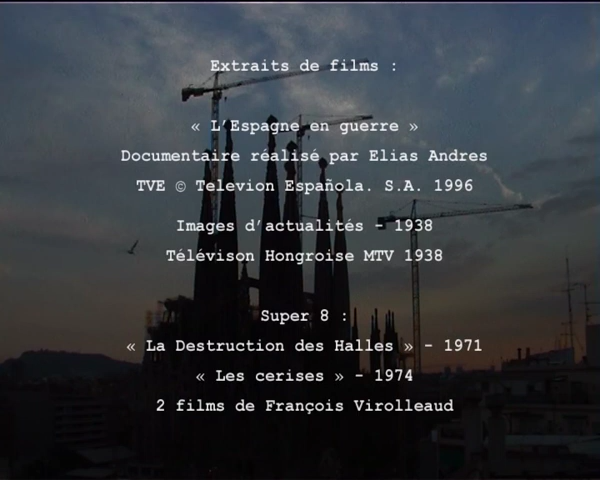 Extraits de films :
« L'Espagne en guerre »
Documentaire réalisé par Elias Andres
TVE © Televion Española. S.A. 1996
Images d'actualités - 1938
Télévison Hongroise MTV 1938
Super 8 :
« La Destruction des Halles » - 1971
« Les cerises » - 1974
2 films de François Virolleaud